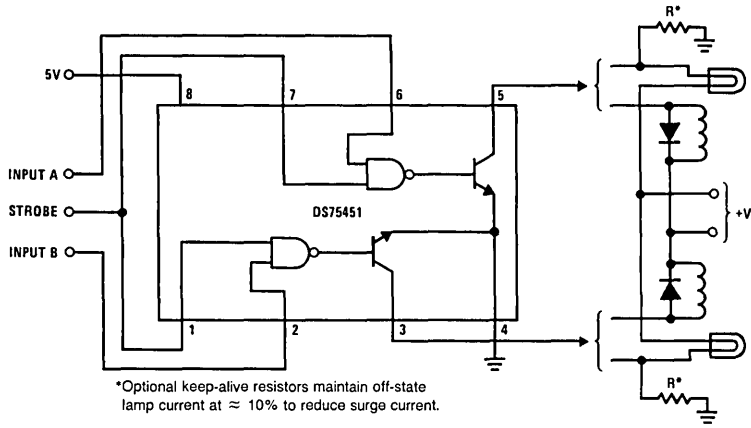 R*
5V
8
7
6
5
INPUT A
STROBE
DS75451
+V
INPUT B
1
2
3
4
R*
*Optional keep-alive resistors maintain off-state
lamp current at ≈ 10% to reduce surge current.